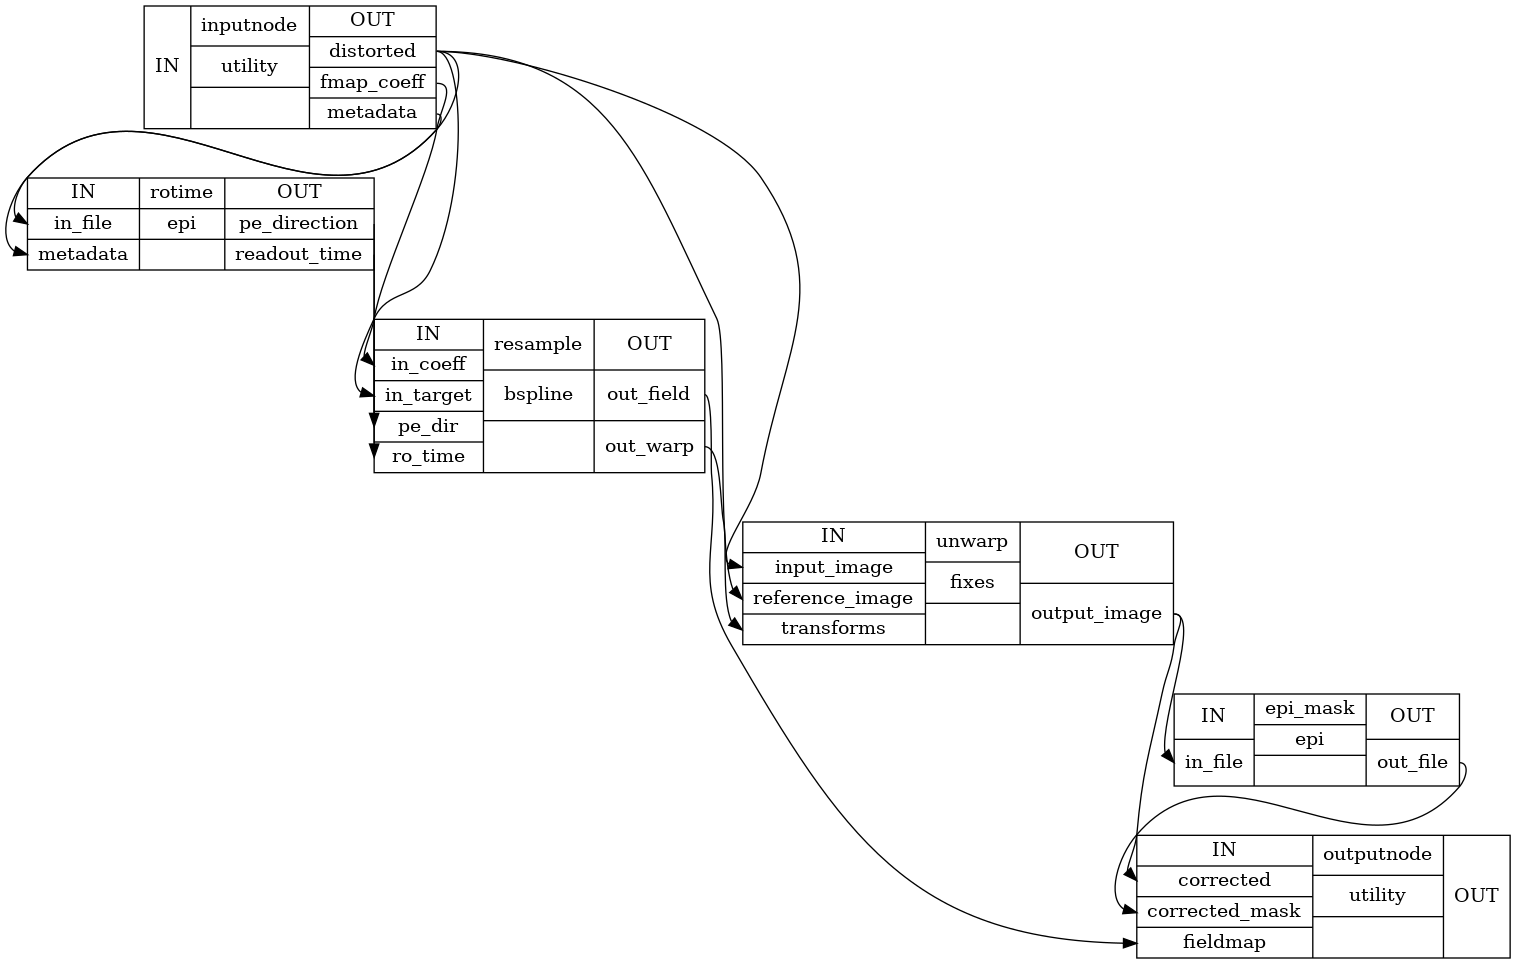 IN
inputnode
utility
OUT
distorted
fmap_coeff
metadata
IN
in_file
metadata
rotime
epi
OUT
pe_direction
readout_time
IN
in_coeff
in_target
pe_dir
ro_time
resample
bspline
OUT
out_field
out_warp
IN
input_image
reference_image
transforms
unwarp
fixes
OUT
output_image
IN
in_file
epi_mask
epi
OUT
out_file
IN
corrected
corrected_mask
fieldmap
outputnode
utility
OUT